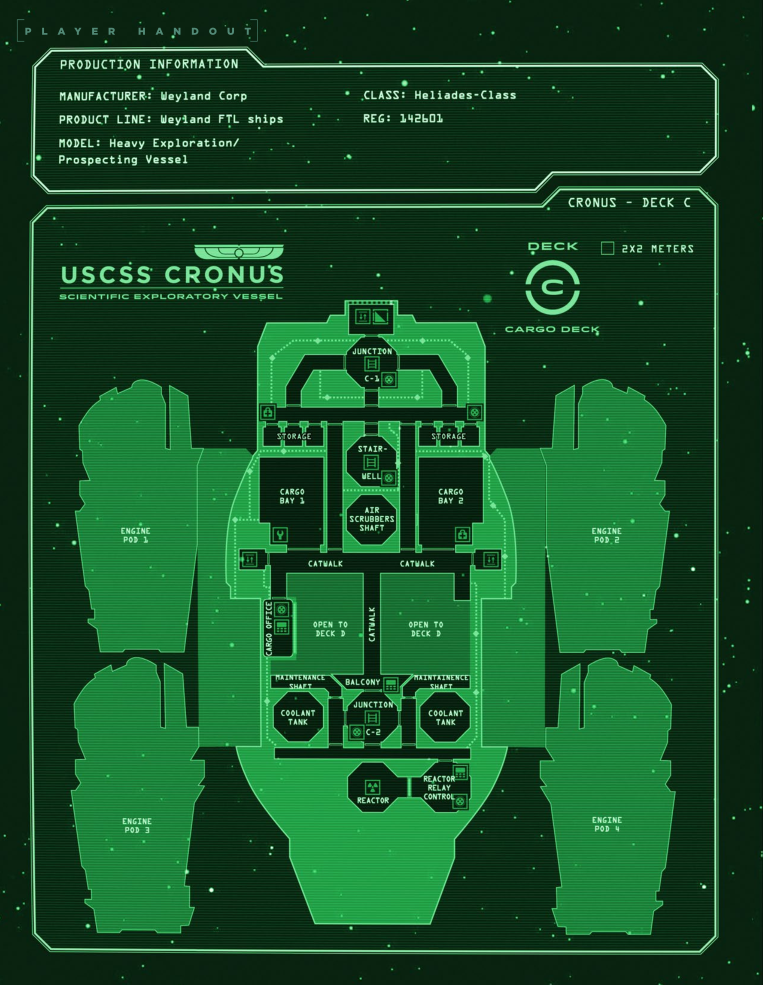 [PLAYER HANDOUT]
PRODUCTION INFORMATION
MANUFACTURER: Weyland Corp
CLASS: Heliades-Class
PRODUCT LINE: Weyland FTL ships
REG: 142601
MODEL: Heavy Exploration/
Prospecting Vessel
CRONUS - DECK C
USCSS CRONUS
SCIENTIFIC EXPLORATORY VESSEL
DECK
C
CARGO DECK
2X2 METERS
JUNCTION
C-1
STORAGE
STORAGE
STAIR-
WELL
CARGO
BAY 1
CARGO
BAY 2
AIR
SCRUBBERS
SHAFT
ENGINE
POD 1
ENGINE
POD 2
CATWALK
CATWALK
CARGO OFFICE
OPEN TO
DECK D
CATWALK
OPEN TO
DECK D
MAINTENANCE
SHAFT
BALCONY
MAINTAINENCE
SHAFT
COOLANT
TANK
JUNCTION
C-2
COOLANT
TANK
REACTOR
REACTOR
RELAY
CONTROL
ENGINE
POD 3
ENGINE
POD 4